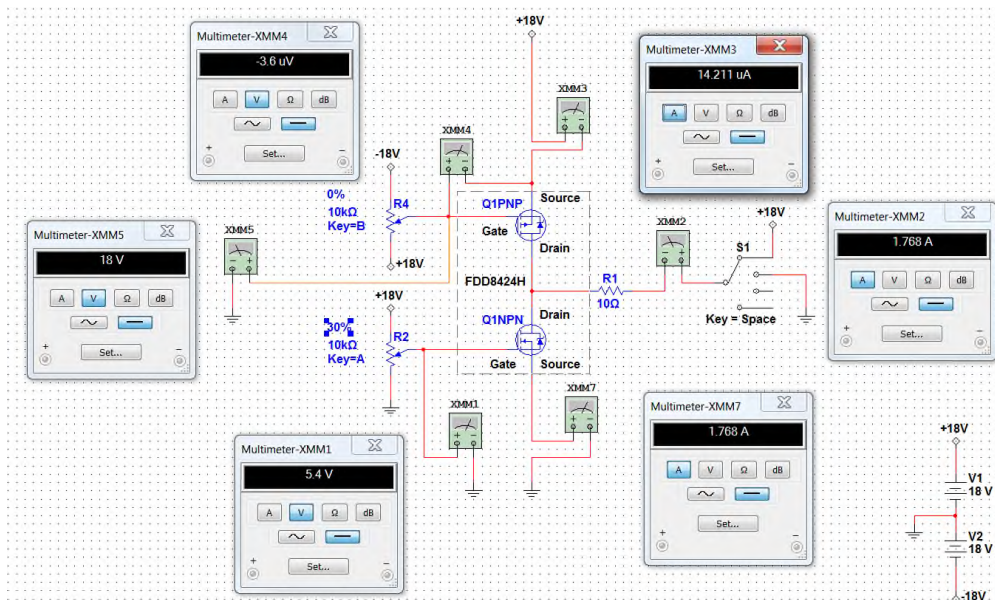 Multimeter-XMM4
-3.6 uV
A V Ω dB
+ Set... -
+18V
XMM3
+ -
Multimeter-XMM3
14.211 uA
A V Ω dB
+ Set... -
XMM4
+ -
-18V
0%
10kΩ
Key=B
R4
+18V
Q1PNP
Source
Gate
Drain
Multimeter-XMM5
18 V
A V Ω dB
+ Set... -
XMM5
+ -
XMM2
+ -
+18V
S1
Key = Space
Multimeter-XMM2
1.768 A
A V Ω dB
+ Set... -
FDD8424H
R1
10Ω
+18V
30%
10kΩ
Key=A
R2
Q1NPN
Drain
Gate
Source
XMM1
+ -
XMM7
+ -
Multimeter-XMM1
5.4 V
A V Ω dB
+ Set... -
Multimeter-XMM7
1.768 A
A V Ω dB
+ Set... -
+18V
V1
18 V
V2
18 V
-18V